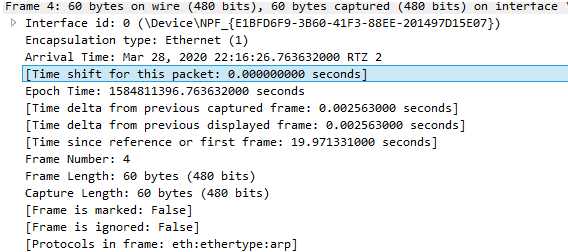 Frame 4: 60 bytes on wire (480 bits), 60 bytes captured (480 bits) on interface
Interface id: 0 (\Device\NPF_{E1BFD6F9-3B60-41F3-88EE-201497D15E07})
Encapsulation type: Ethernet (1)
Arrival Time: Mar 28, 2020 22:16:26.763632000 RTZ 2
[Time shift for this packet: 0.000000000 seconds]
Epoch Time: 1584811396.763632000 seconds
[Time delta from previous captured frame: 0.002563000 seconds]
[Time delta from previous displayed frame: 0.002563000 seconds]
[Time since reference or first frame: 19.971331000 seconds]
Frame Number: 4
Frame Length: 60 bytes (480 bits)
Capture Length: 60 bytes (480 bits)
[Frame is marked: False]
[Frame is ignored: False]
[Protocols in frame: eth:ethertype:arp]